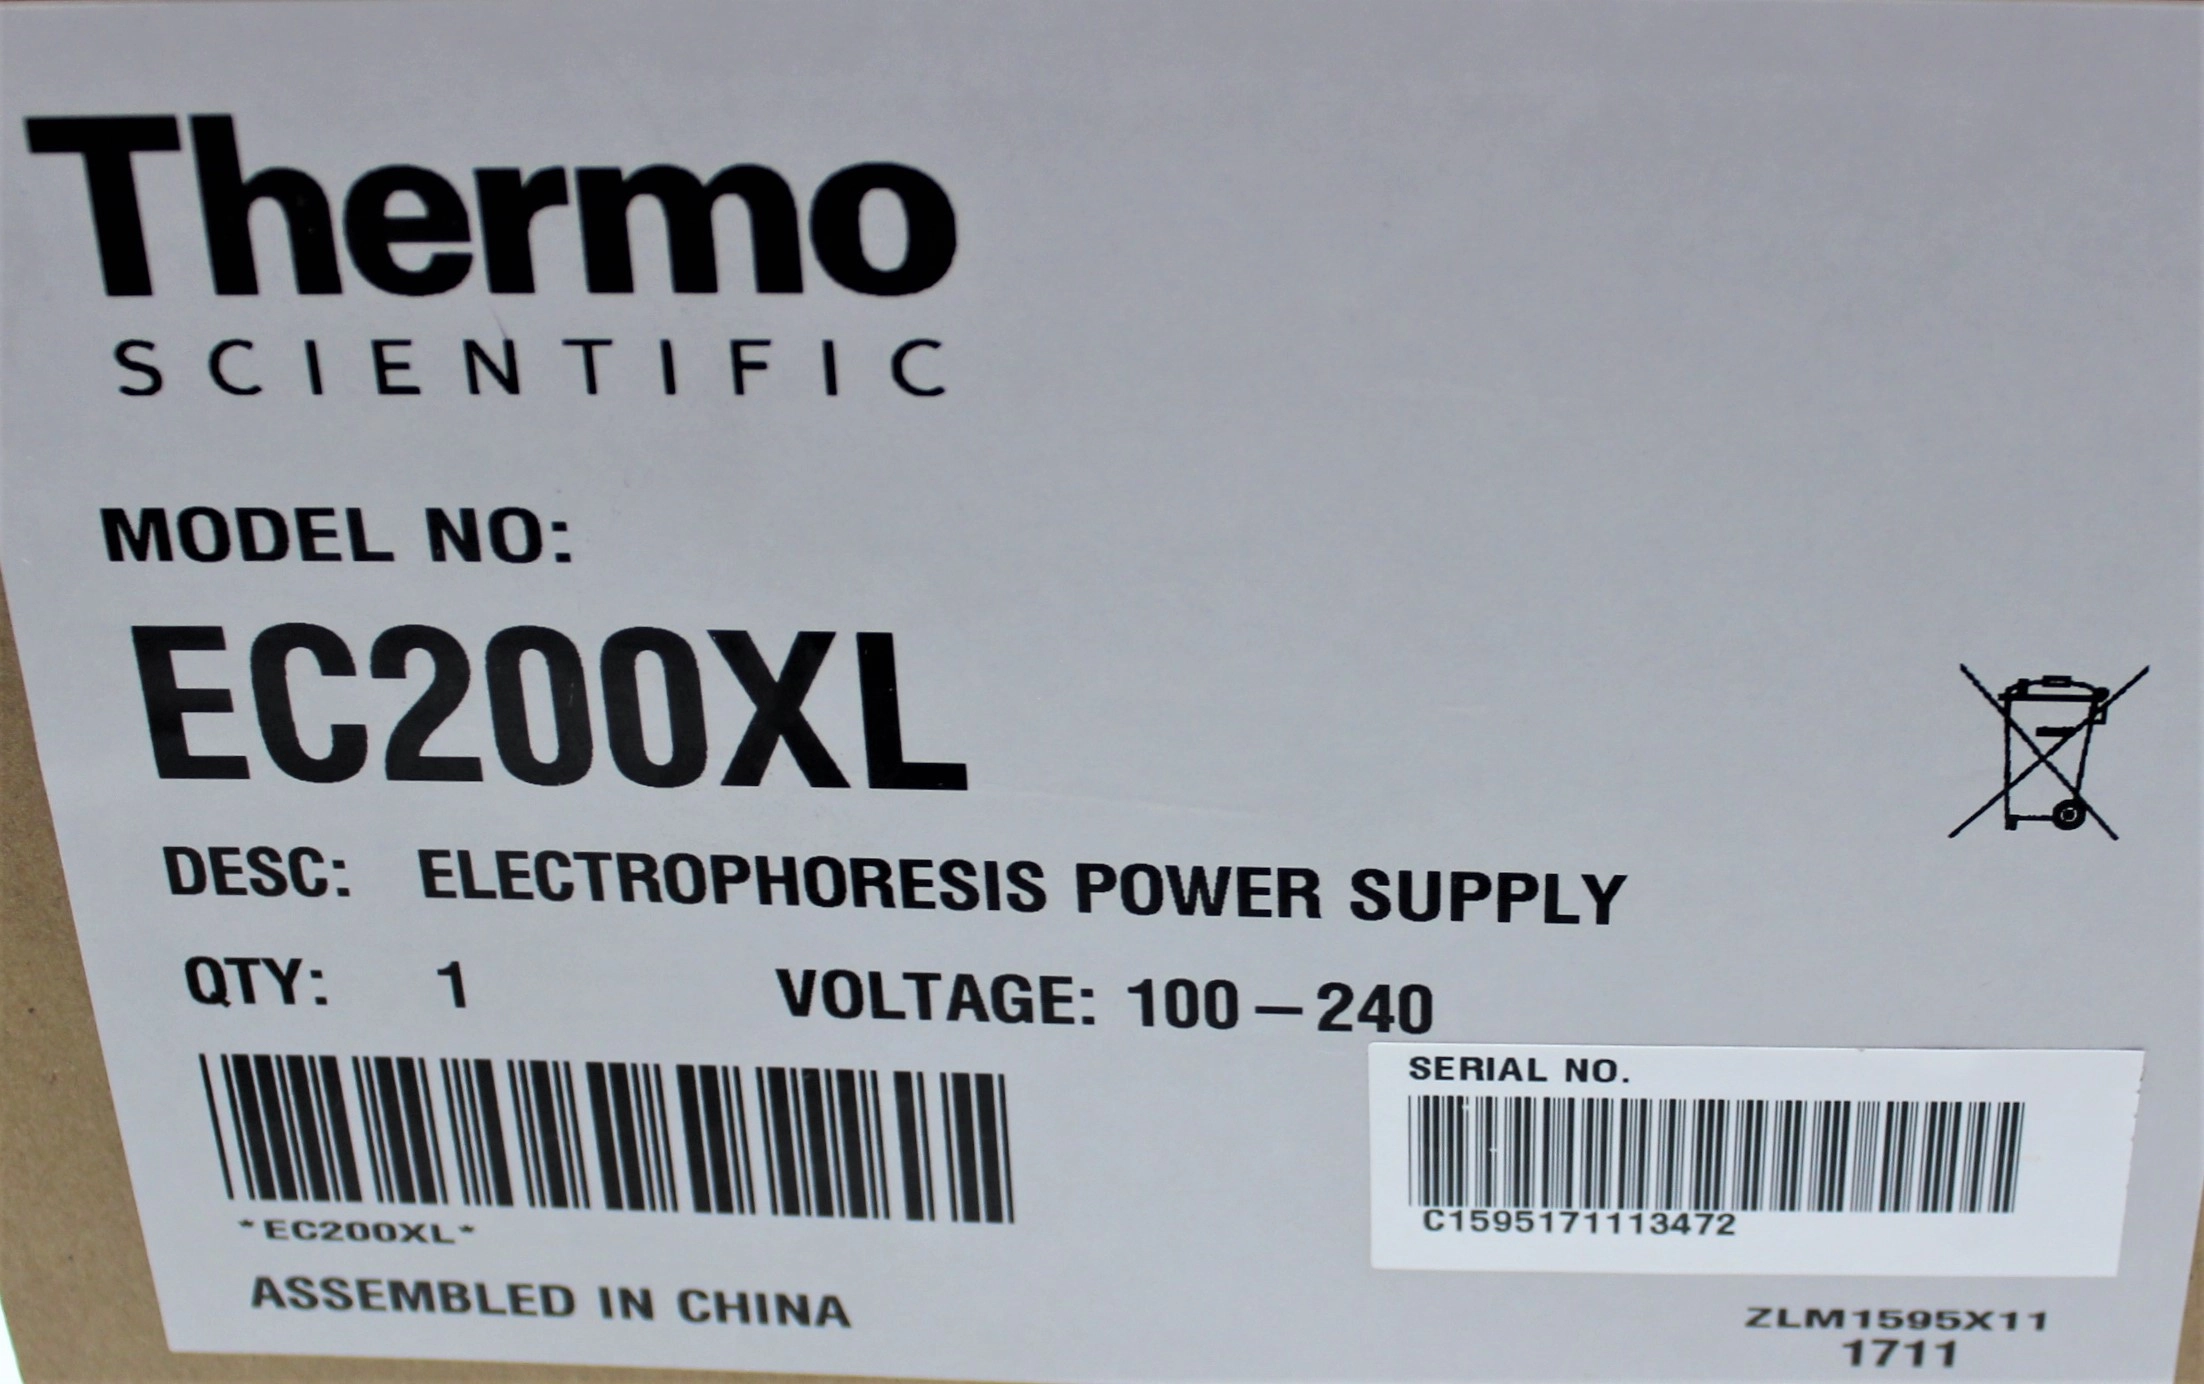 Thermo
SCIENTIFIC
MODEL NO:
EC200XL
DESC: ELECTROPHORESIS POWER SUPPLY
QTY: 1 VOLTAGE: 100-240
SERIAL NO.
C1595171113472
*EC200XL*
ASSEMBLED IN CHINA
ZLM1595X11
1711